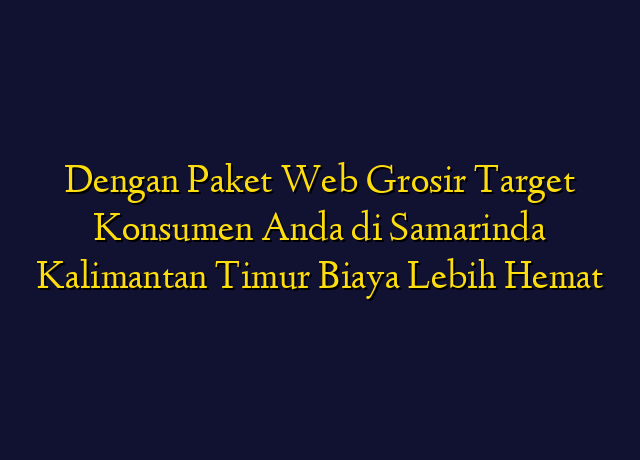 Dengan Paket Web Grosir Target
Konsumen Anda di Samarinda
Kalimantan Timur Biaya Lebih Hemat